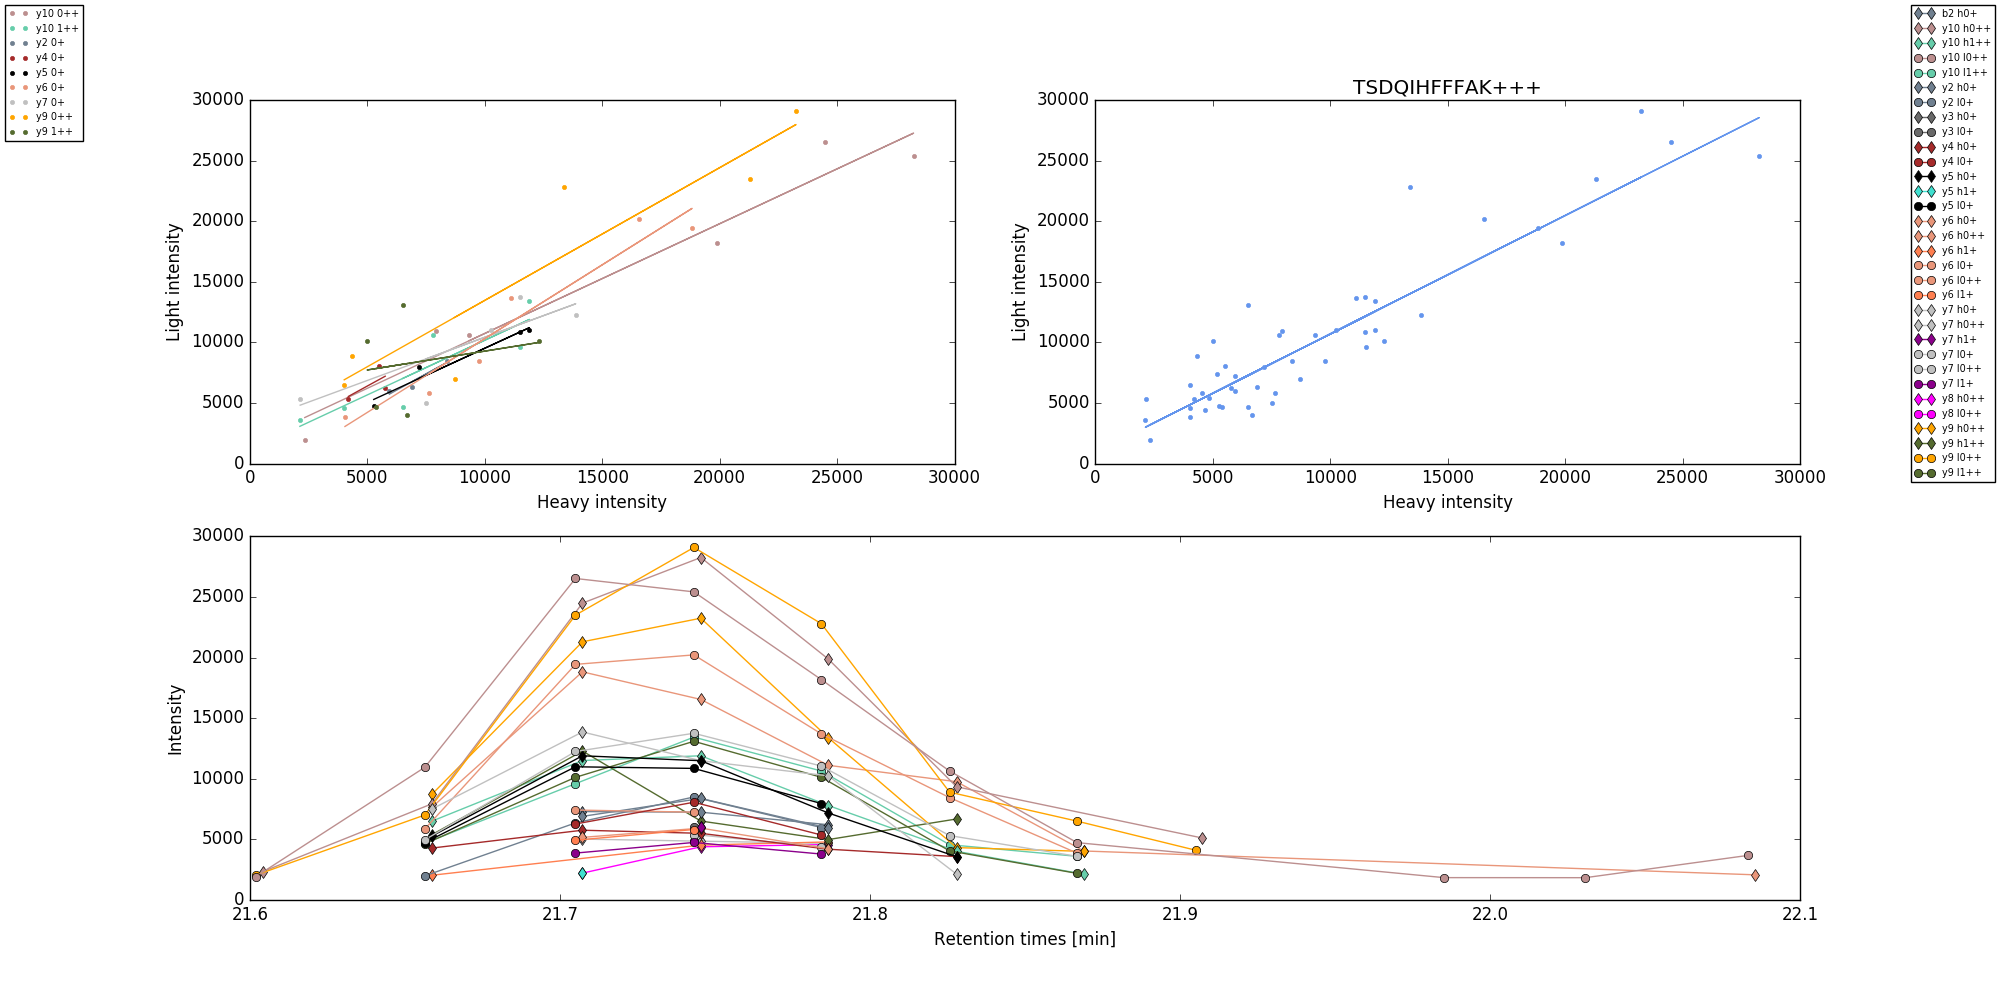 y10 0++
y10 1++
y2 0+
y4 0+
y5 0+
y6 0+
y7 0+
y9 0++
y9 1++
30000
25000
20000
15000
10000
5000
0
Light intensity
0 5000 10000 15000 20000 25000 30000
Heavy intensity
TSDQIHFFFAK+++
30000
25000
20000
15000
10000
5000
0
Light intensity
0 5000 10000 15000 20000 25000 30000
Heavy intensity
b2 h0+
y10 h0++
y10 h1++
y10 l0++
y10 l1++
y2 h0+
y2 l0+
y3 h0+
y3 l0+
y4 h0+
y4 l0+
y5 h0+
y5 h1+
y5 l0+
y6 h0+
y6 h0++
y6 h1+
y6 l0+
y6 l0++
y6 l1+
y7 h0+
y7 h0++
y7 h1+
y7 l0+
y7 l0++
y7 l1+
y8 h0++
y8 l0++
y9 h0++
y9 h1++
y9 l0++
y9 l1++
30000
25000
20000
15000
10000
5000
0
Intensity
21.6 21.7 21.8 21.9 22.0 22.1
Retention times [min]